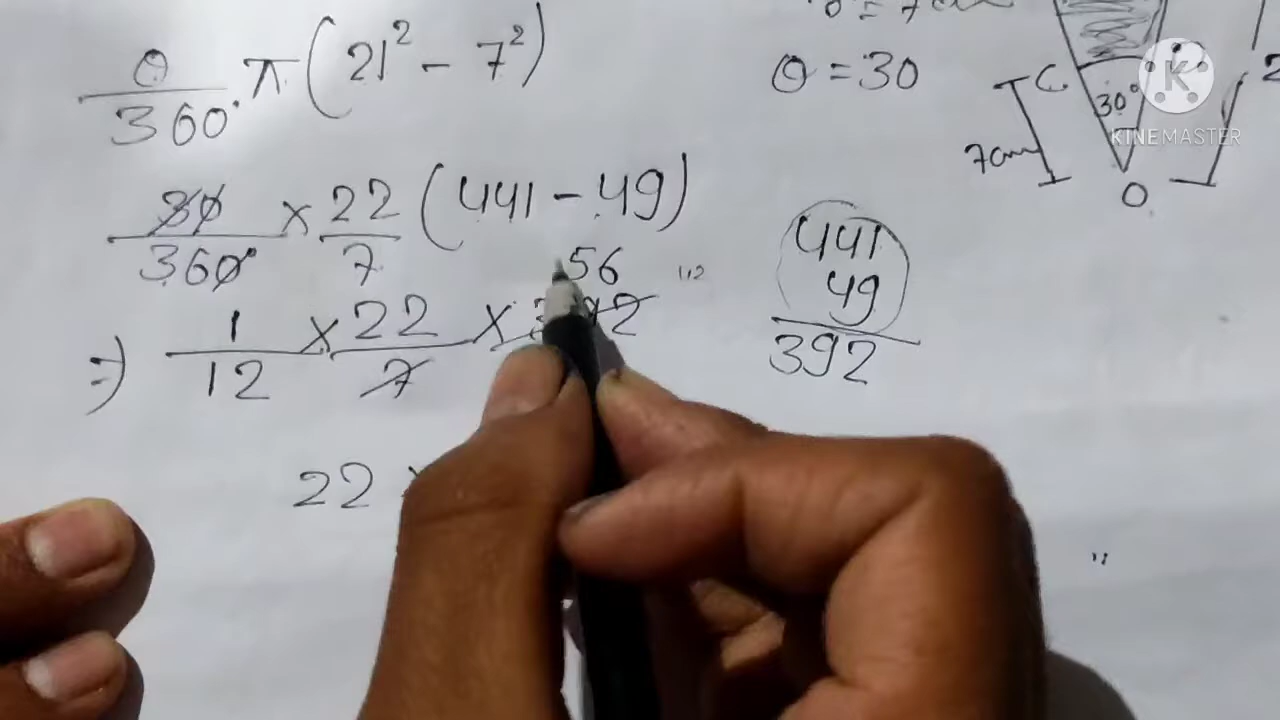 θ/360° π(21² - 7²)
θ = 30
C
30°
7cm
O
30/360° × 22/7 (441 - 49)
441
49
392
56
=) 1/12 × 22/7 × 392
22 ×
KINEMASTER